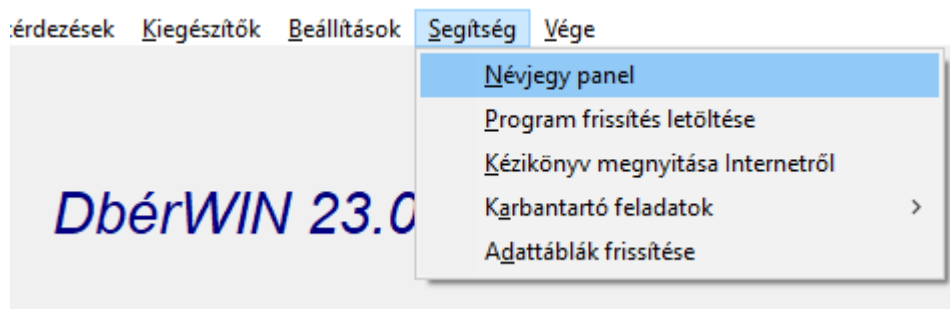 érdezések Kiegészítők Beállítások Segítség Vége
Névjegy panel
Program frissítés letöltése
Kézikönyv megnyitása Internetről
Karbantartó feladatok
Adattáblák frissítése
DbérWIN 23.0